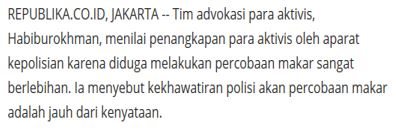 REPUBLIKA.CO.ID, JAKARTA -- Tim advokasi para aktivis,
Habiburokhman, menilai penangkapan para aktivis oleh aparat
kepolisian karena diduga melakukan percobaan makar sangat
berlebihan. Ia menyebut kekhawatiran polisi akan percobaan makar
adalah jauh dari kenyataan.